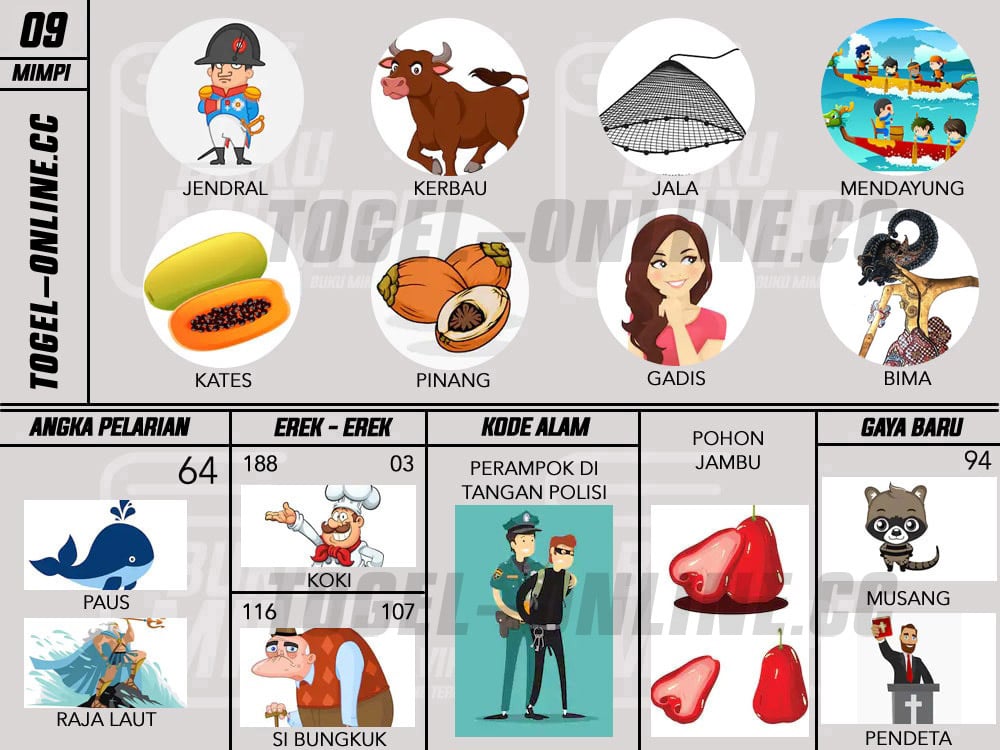 09
MIMPI
TOGEL-ONLINE.CC
JENDRAL
KERBAU
JALA
MENDAYUNG
TOGEL-ONLINE.CC
KATES
PINANG
GADIS
BIMA
ANGKA PELARIAN
64
PAUS
RAJA LAUT
EREK - EREK
188 03
KOKI
116 107
SI BUNGKUK
KODE ALAM
PERAMPOK DI
TANGAN POLISI
POHON
JAMBU
GAYA BARU
94
MUSANG
PENDETA
TOGEL-ONLINE.CC